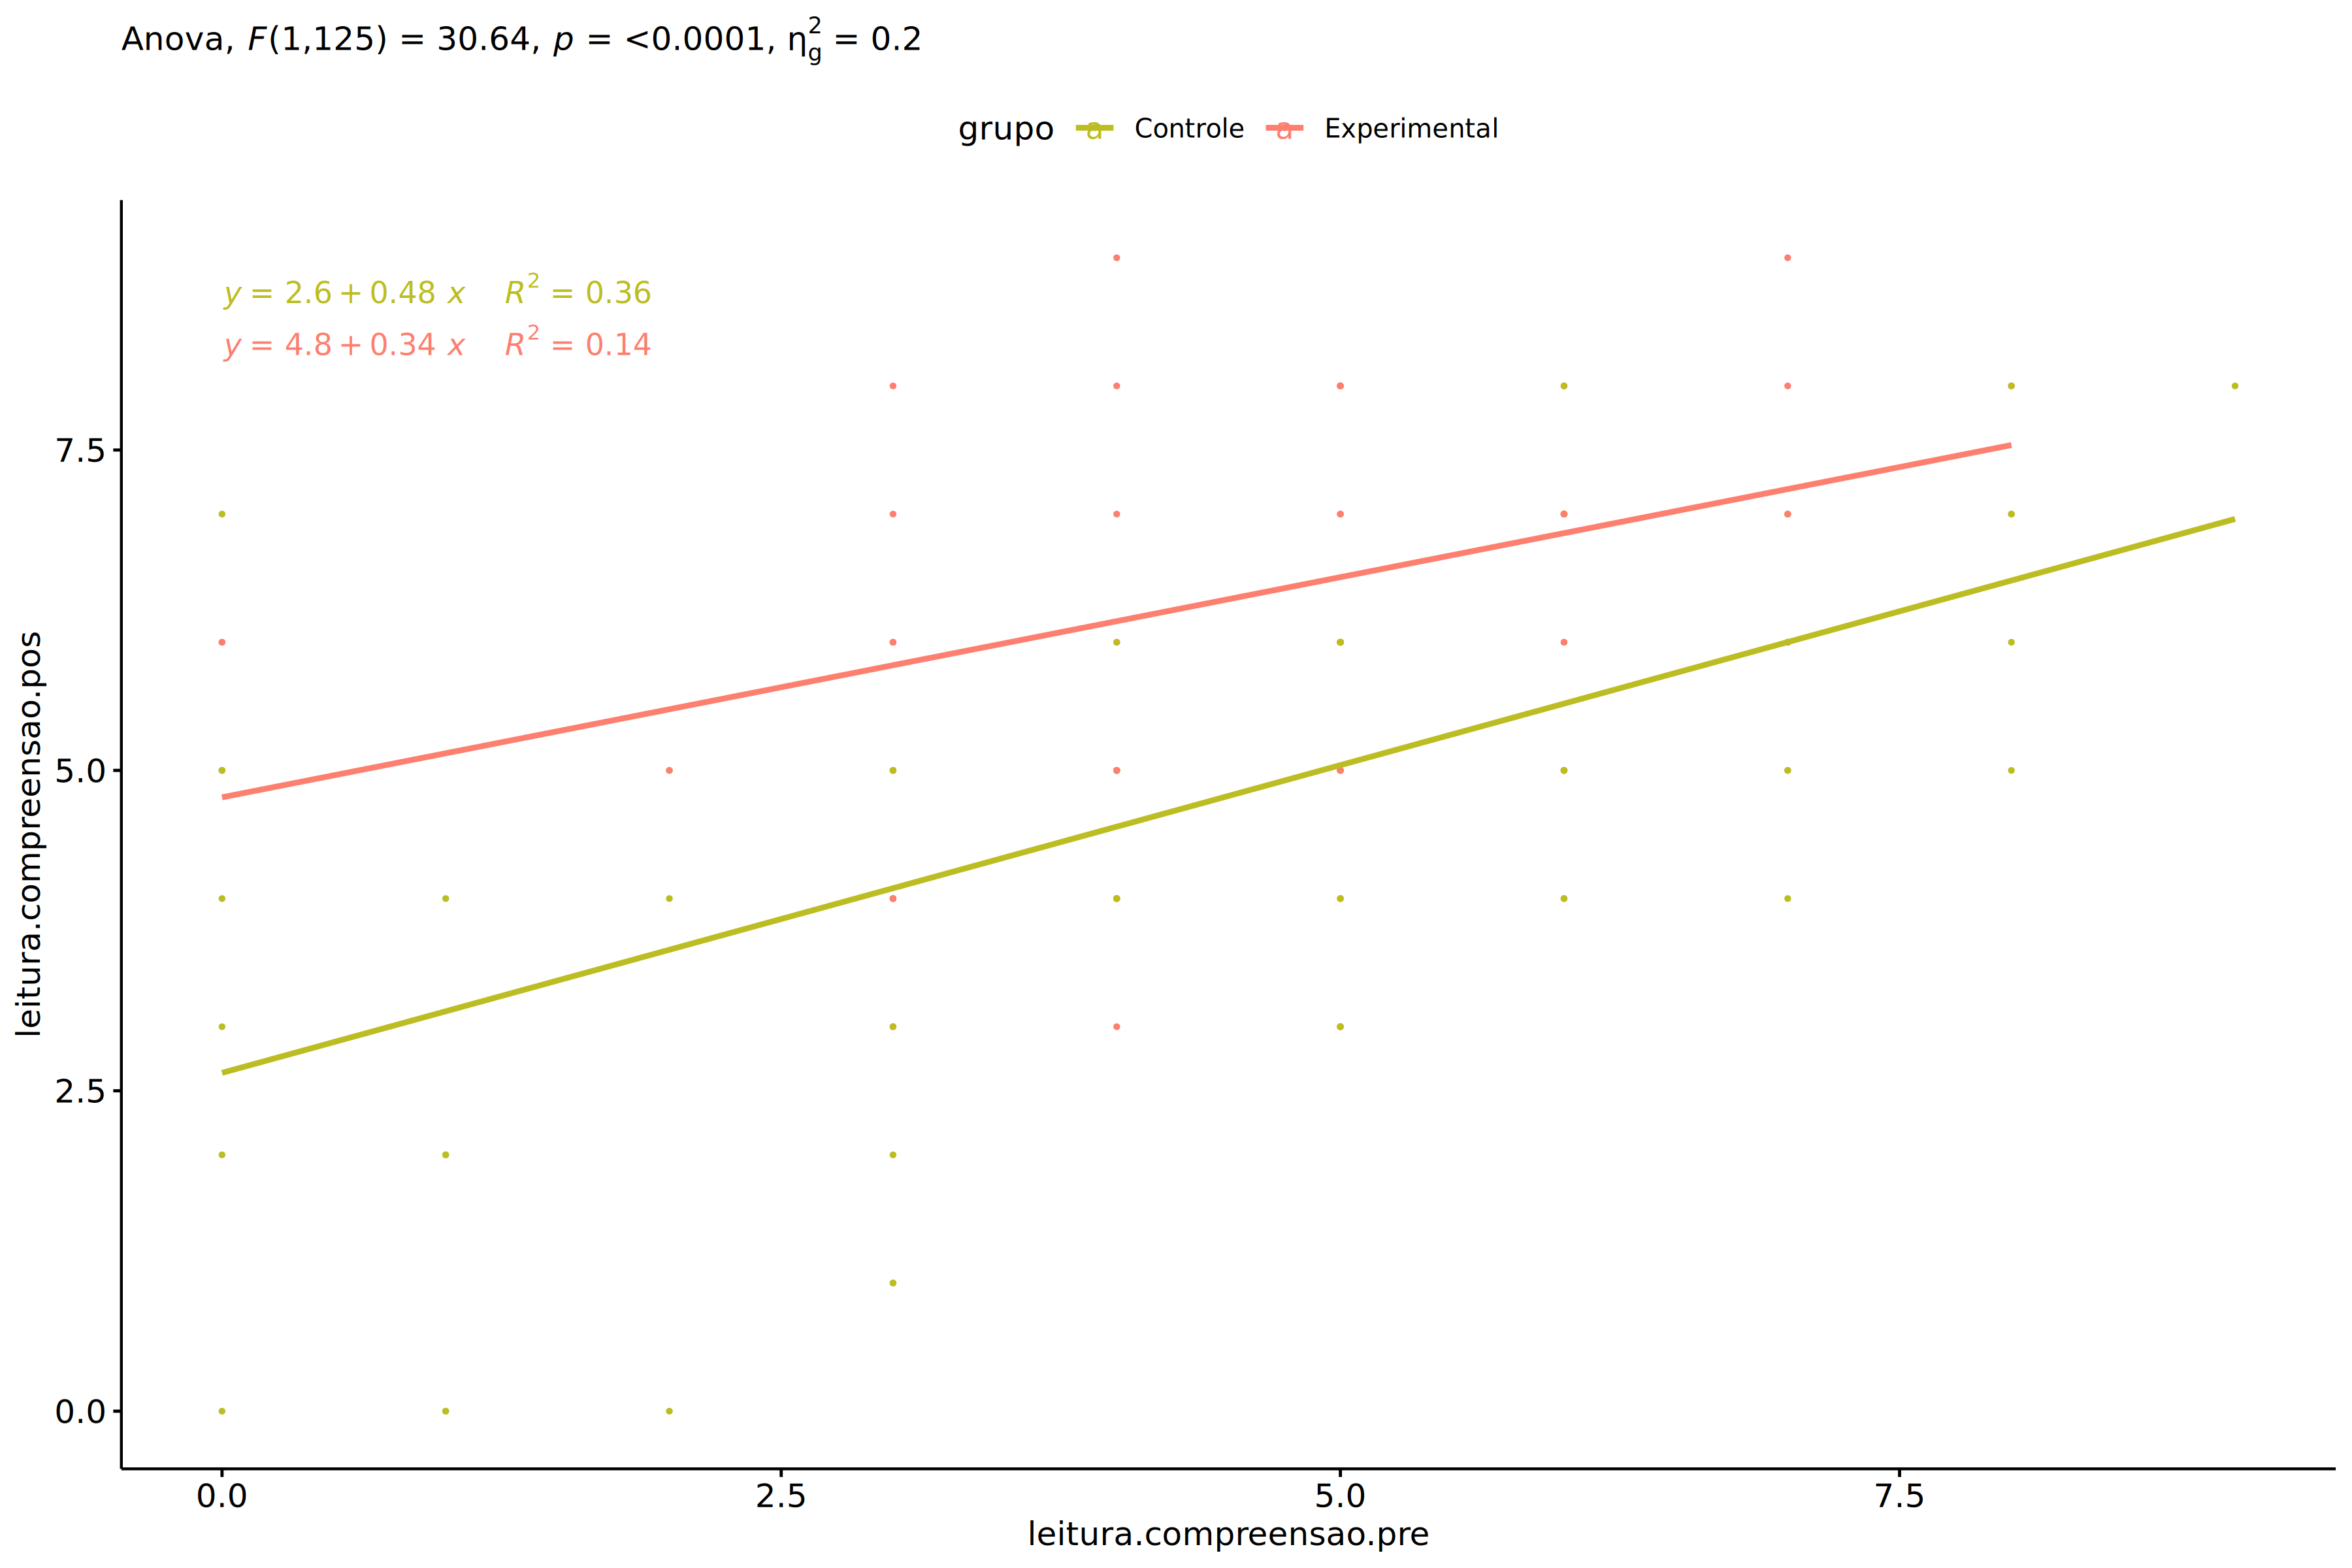 Anova, F(1,125) = 30.64, p = <0.0001, η²g = 0.2
grupo a Controle a Experimental
y = 2.6 + 0.48 x R² = 0.36
y = 4.8 + 0.34 x R² = 0.14
7.5
5.0
2.5
0.0
leitura.compreensao.pos
0.0 2.5 5.0 7.5
leitura.compreensao.pre